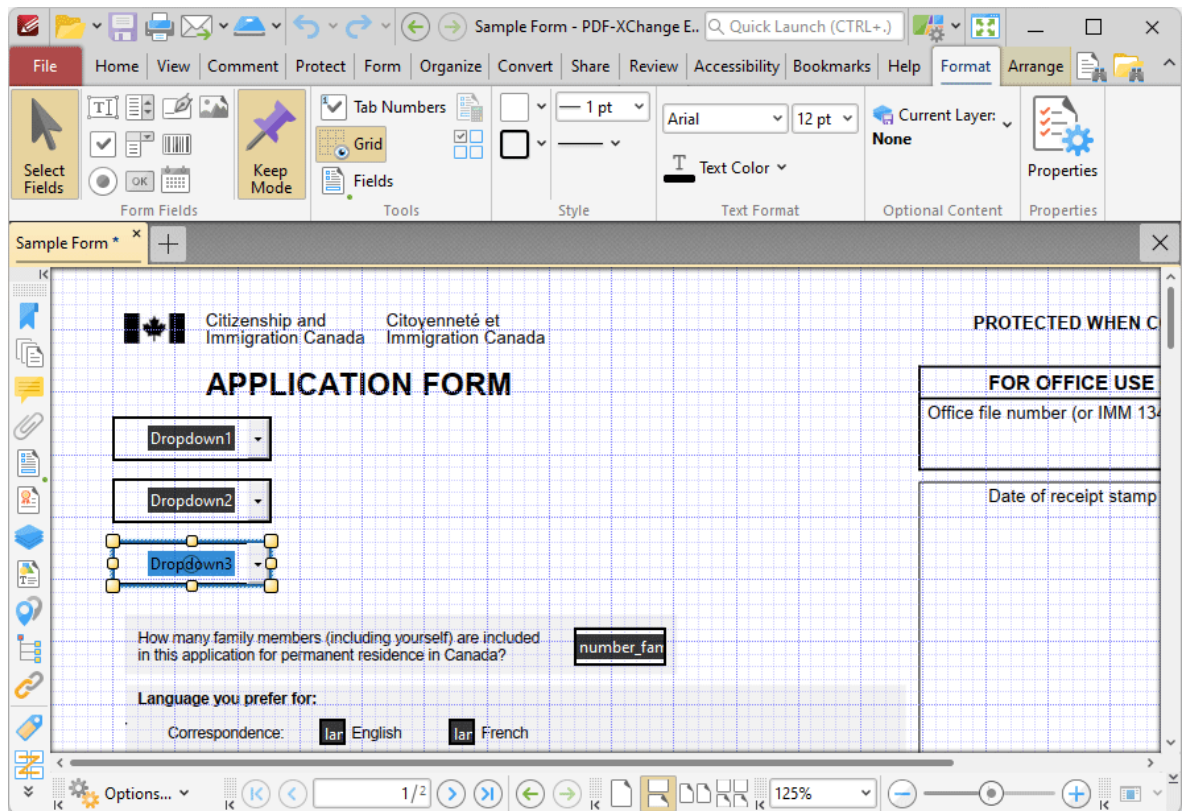 Sample Form - PDF-XChange E.. Quick Launch (CTRL+.)
File Home View Comment Protect Form Organize Convert Share Review Accessibility Bookmarks Help Format Arrange
Tab Numbers 1 pt
Arial 12 pt
Current Layer:
None
Grid
OK
Select
Fields
Keep
Mode
Fields
Text Color
Properties
Form Fields Tools Style Text Format Optional Content Properties
Sample Form *
Citizenship and Citoyenneté et
Immigration Canada Immigration Canada
PROTECTED WHEN C
APPLICATION FORM
FOR OFFICE USE
Office file number (or IMM 134
Dropdown1
Date of receipt stamp
Dropdown2
Dropdown3
How many family members (including yourself) are included
in this application for permanent residence in Canada?
number_fan
Language you prefer for:
Correspondence: lar English lar French
Options... 1/2 125%